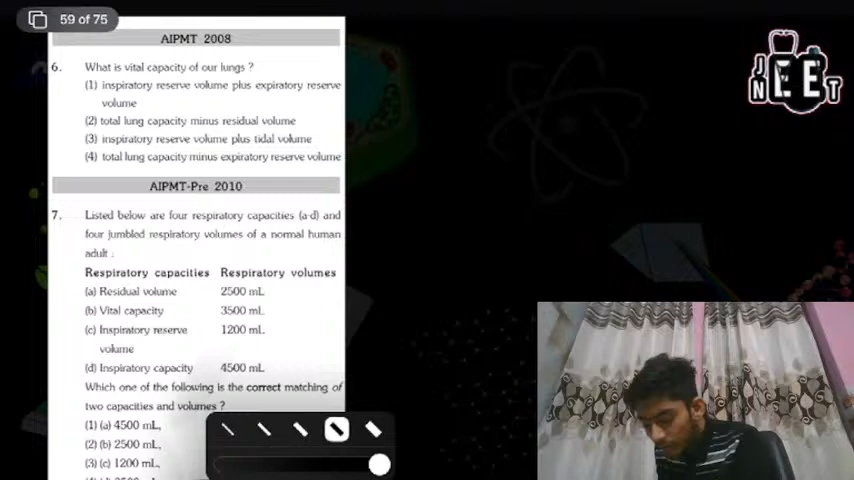 59 of 75
AIPMT 2008
6. What is vital capacity of our lungs ?
(1) inspiratory reserve volume plus expiratory reserve
volume
(2) total lung capacity minus residual volume
(3) inspiratory reserve volume plus tidal volume
(4) total lung capacity minus expiratory reserve volume
AIPMT-Pre 2010
7. Listed below are four respiratory capacities (a-d) and
four jumbled respiratory volumes of a normal human
adult :
Respiratory capacities Respiratory volumes
(a) Residual volume 2500 mL
(b) Vital capacity 3500 mL
(c) Inspiratory reserve 1200 mL
volume
(d) Inspiratory capacity 4500 mL
Which one of the following is the correct matching of
two capacities and volumes ?
(1) (a) 4500 mL,
(2) (b) 2500 mL,
(3) (c) 1200 mL,
J
NEET